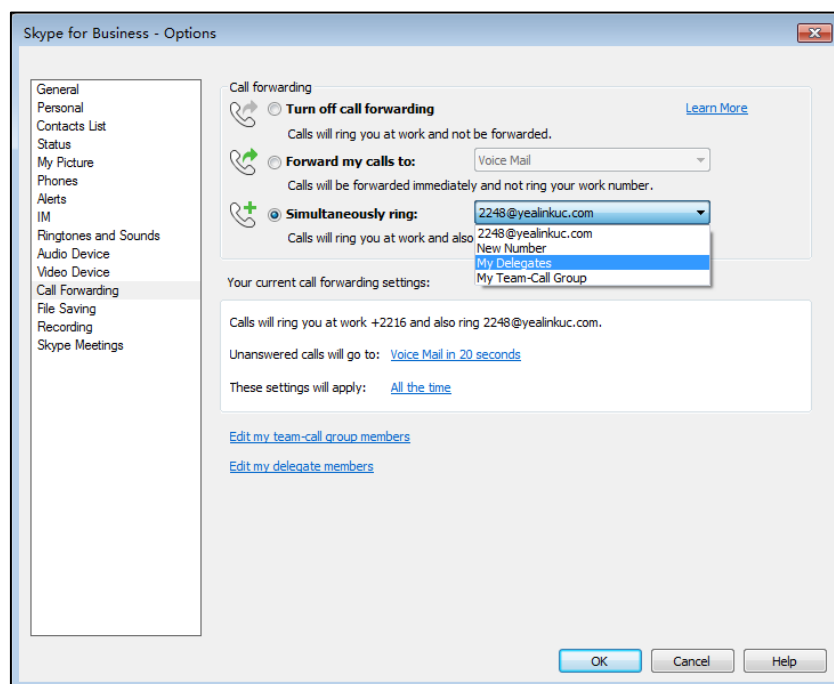 Skype for Business - Options
General
Personal
Contacts List
Status
My Picture
Phones
Alerts
IM
Ringtones and Sounds
Audio Device
Video Device
Call Forwarding
File Saving
Recording
Skype Meetings
Call forwarding
Turn off call forwarding
Learn More
Calls will ring you at work and not be forwarded.
Forward my calls to:
Voice Mail
Calls will be forwarded immediately and not ring your work number.
Simultaneously ring:
2248@yealinkuc.com
Calls will ring you at work and also
2248@yealinkuc.com
New Number
My Delegates
My Team-Call Group
Your current call forwarding settings:
Calls will ring you at work +2216 and also ring 2248@yealinkuc.com.
Unanswered calls will go to: Voice Mail in 20 seconds
These settings will apply: All the time
Edit my team-call group members
Edit my delegate members
OK
Cancel
Help